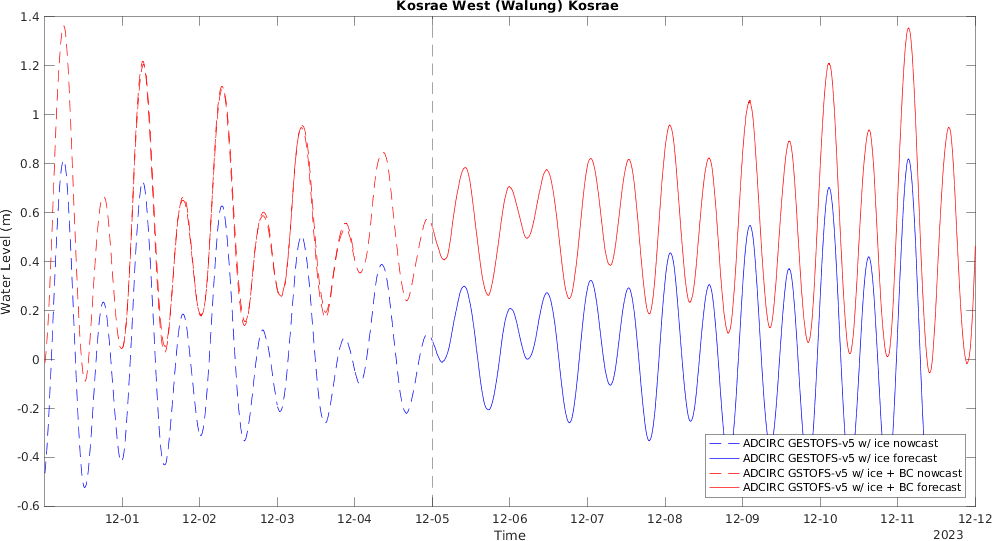 Kosrae West (Walung) Kosrae
1.4
1.2
1
0.8
0.6
0.4
0.2
0
-0.2
-0.4
-0.6
Water Level (m)
ADCIRC GESTOFS-v5 w/ ice nowcast
ADCIRC GESTOFS-v5 w/ ice forecast
ADCIRC GSTOFS-v5 w/ ice + BC nowcast
ADCIRC GSTOFS-v5 w/ ice + BC forecast
12-01 12-02 12-03 12-04 12-05 12-06 12-07 12-08 12-09 12-10 12-11 12-12
Time
2023